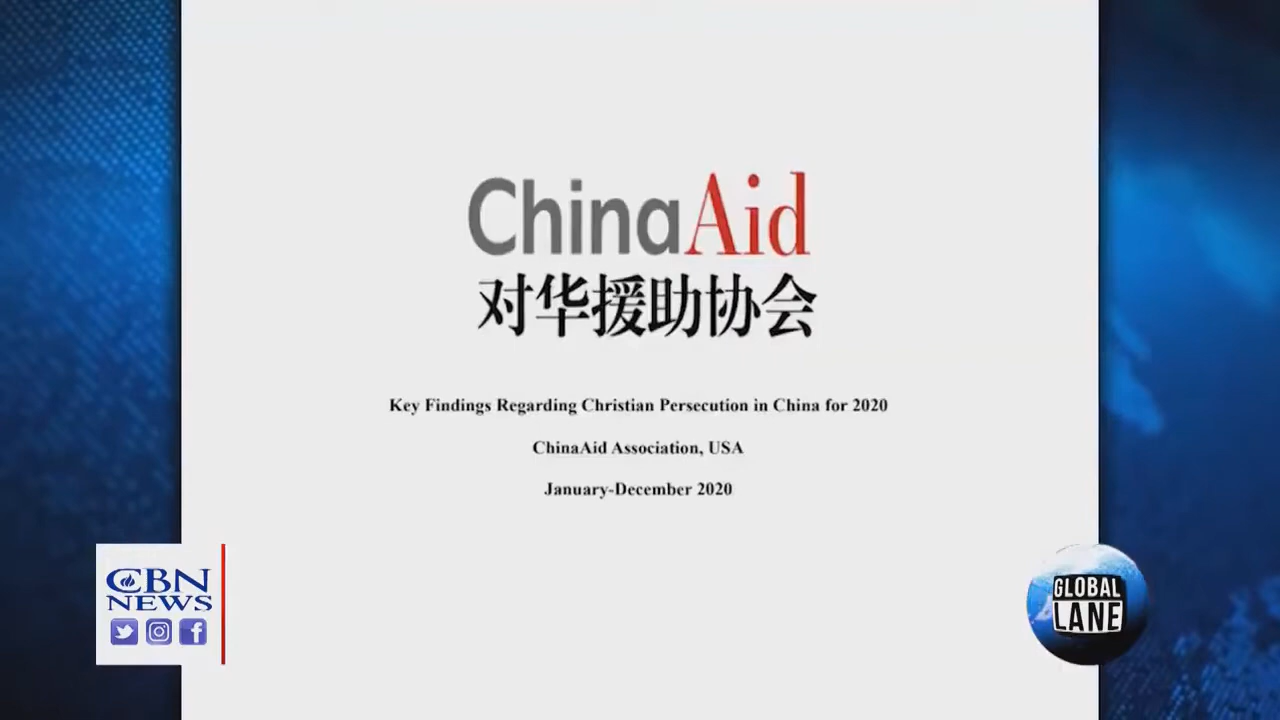 ChinaAid
对华援助协会
Key Findings Regarding Christian Persecution in China for 2020
ChinaAid Association, USA
January-December 2020
CBN
NEWS
GLOBAL
LANE